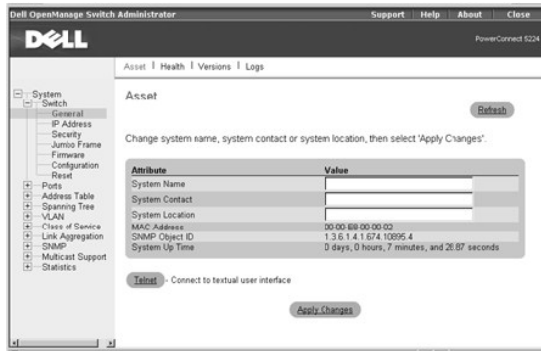 Dell OpenManage Switch Administrator Support Help About Close
DELL
PowerConnect 5224
Asset | Health | Versions | Logs
System
Switch
General
IP Address
Security
Jumbo Frame
Firmware
Configuration
Reset
Ports
Address Table
Spanning Tree
VLAN
Class of Service
Link Aggregation
SNMP
Multicast Support
Statistics
Asset
Refresh
Change system name, system contact or system location, then select 'Apply Changes'.
Attribute Value
System Name
System Contact
System Location
MAC Address 00-00-E8-00-00-02
SNMP Object ID 1.3.6.1.4.1.674.10895.4
System Up Time 0 days, 0 hours, 7 minutes, and 26.87 seconds
Telnet - Connect to textual user interface
Apply Changes